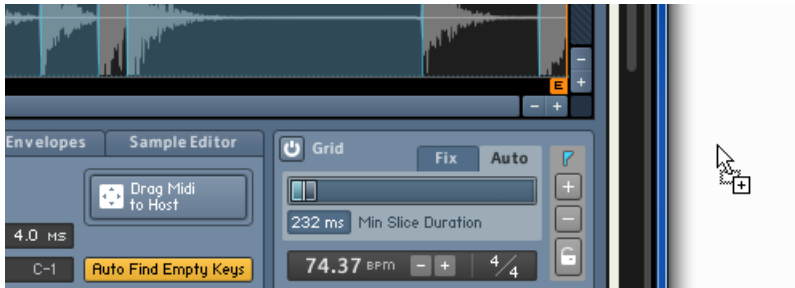 E
Envelopes
Sample Editor
Grid
Fix
Auto
Drag Midi
to Host
232 ms Min Slice Duration
4.0 ms
74.37 BPM
4/4
C-1
Auto Find Empty Keys